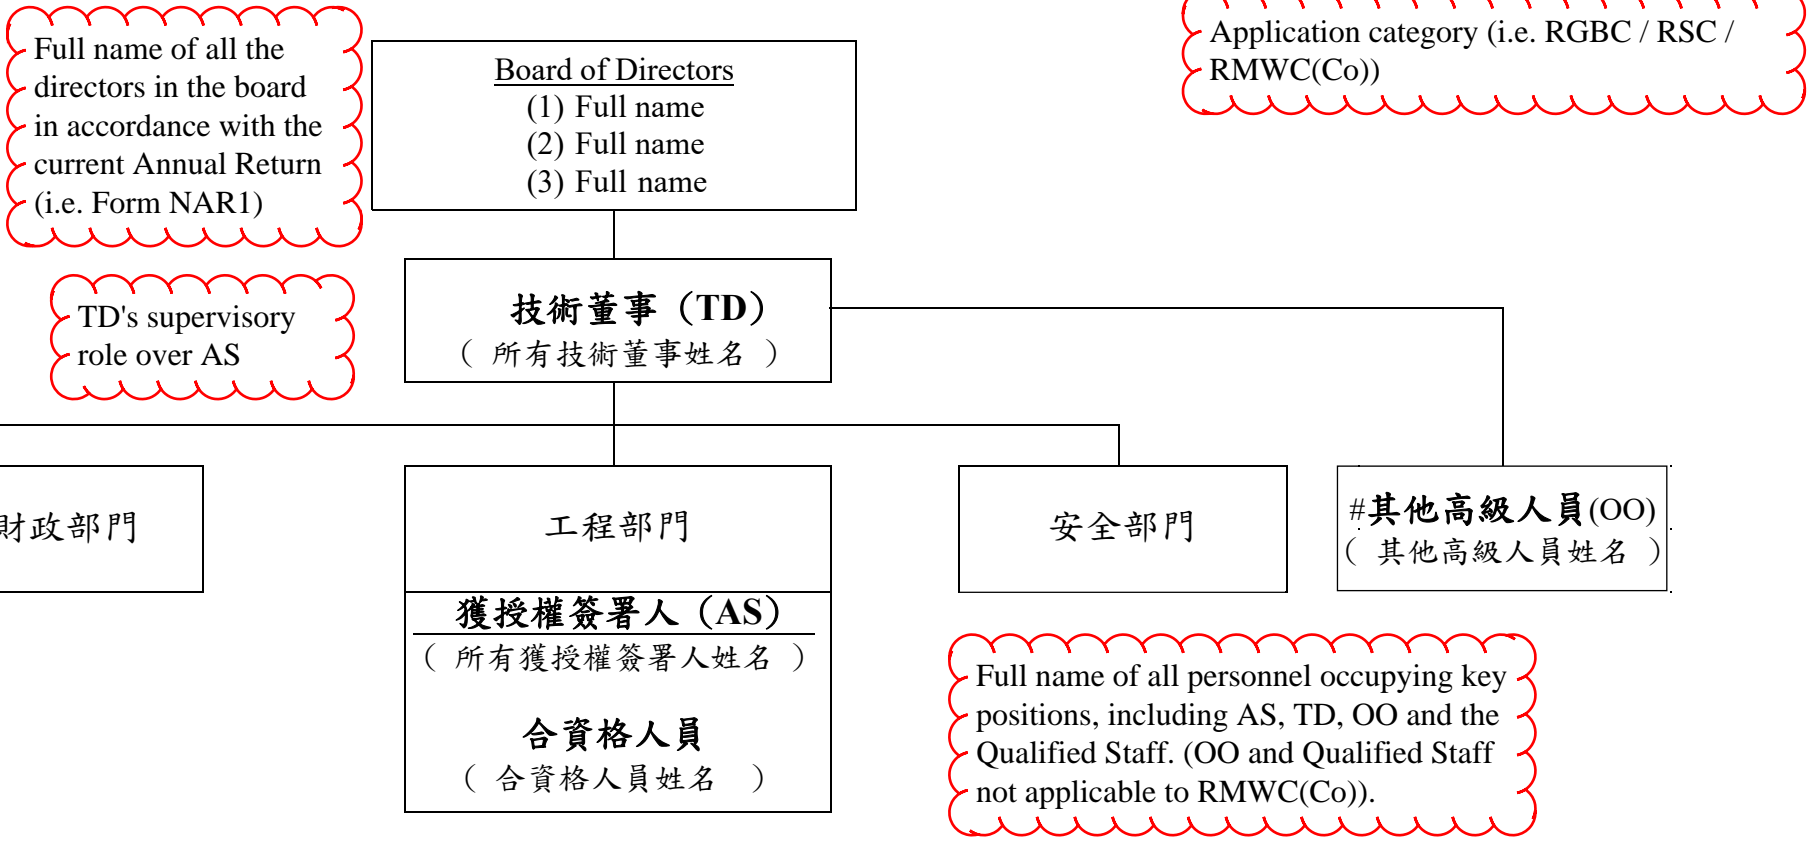 Full name of all the
directors in the board
in accordance with the
current Annual Return
(i.e. Form NAR1)
Board of Directors
(1) Full name
(2) Full name
(3) Full name
Application category (i.e. RGBC / RSC /
RMWC(Co))
TD's supervisory
role over AS
技術董事（TD）
（ 所有技術董事姓名 ）
財政部門
工程部門
安全部門
#其他高級人員(OO)
（ 其他高級人員姓名 ）
獲授權簽署人（AS）
（ 所有獲授權簽署人姓名 ）
合資格人員
（ 合資格人員姓名 ）
Full name of all personnel occupying key
positions, including AS, TD, OO and the
Qualified Staff. (OO and Qualified Staff
not applicable to RMWC(Co)).